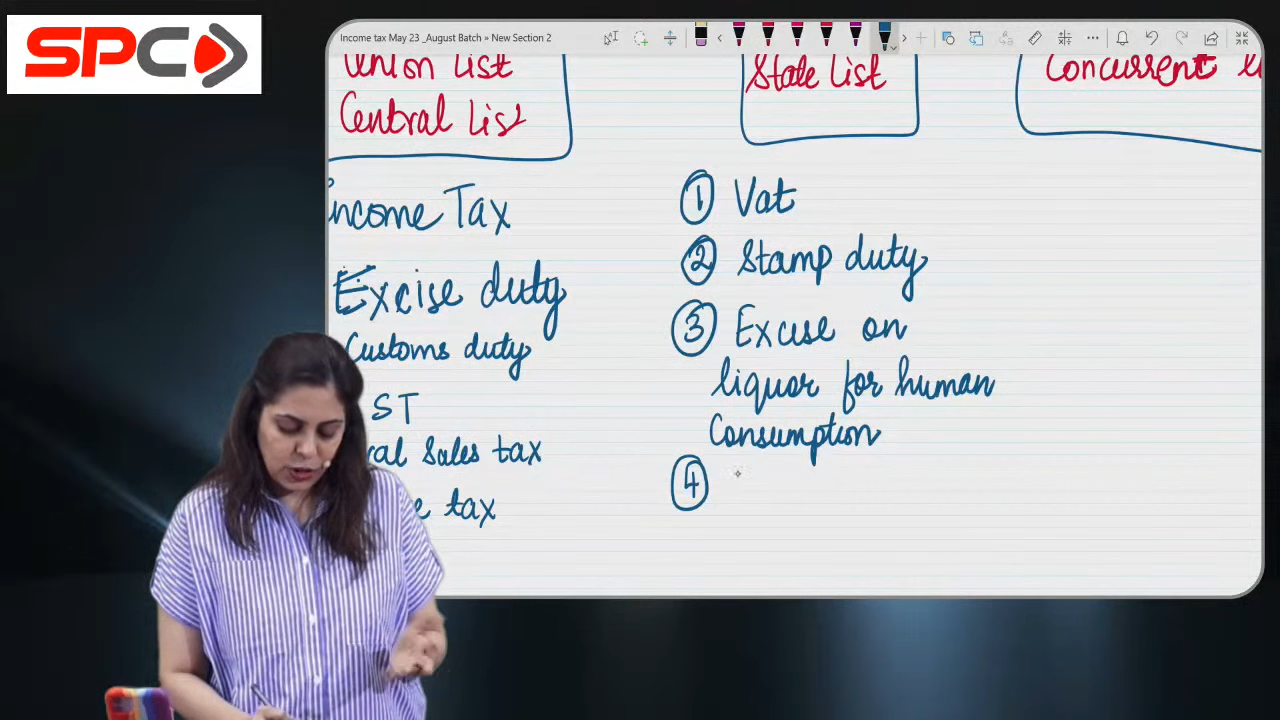 SPC
Income tax May 23 _August Batch » New Section 2
Union List
Central List
State List
Concurrent
Income Tax
Excise duty
Customs duty
ST
Sales tax
tax
① Vat
② Stamp duty
③ Excise on
liquor for human
Consumption
④